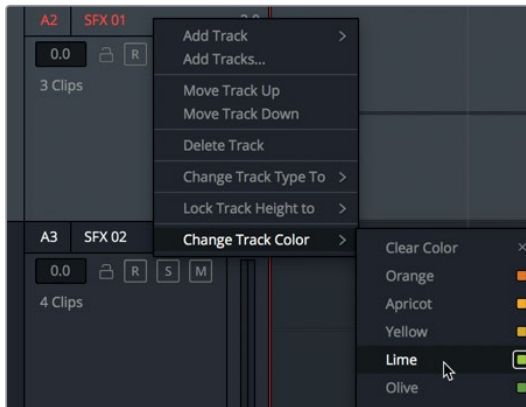 A2 SFX 01
0.0 R
3 Clips
Add Track >
Add Tracks...
Move Track Up
Move Track Down
Delete Track
Change Track Type To >
Lock Track Height to >
Change Track Color >
A3 SFX 02
0.0 R S M
4 Clips
Clear Color
Orange
Apricot
Yellow
Lime
Olive